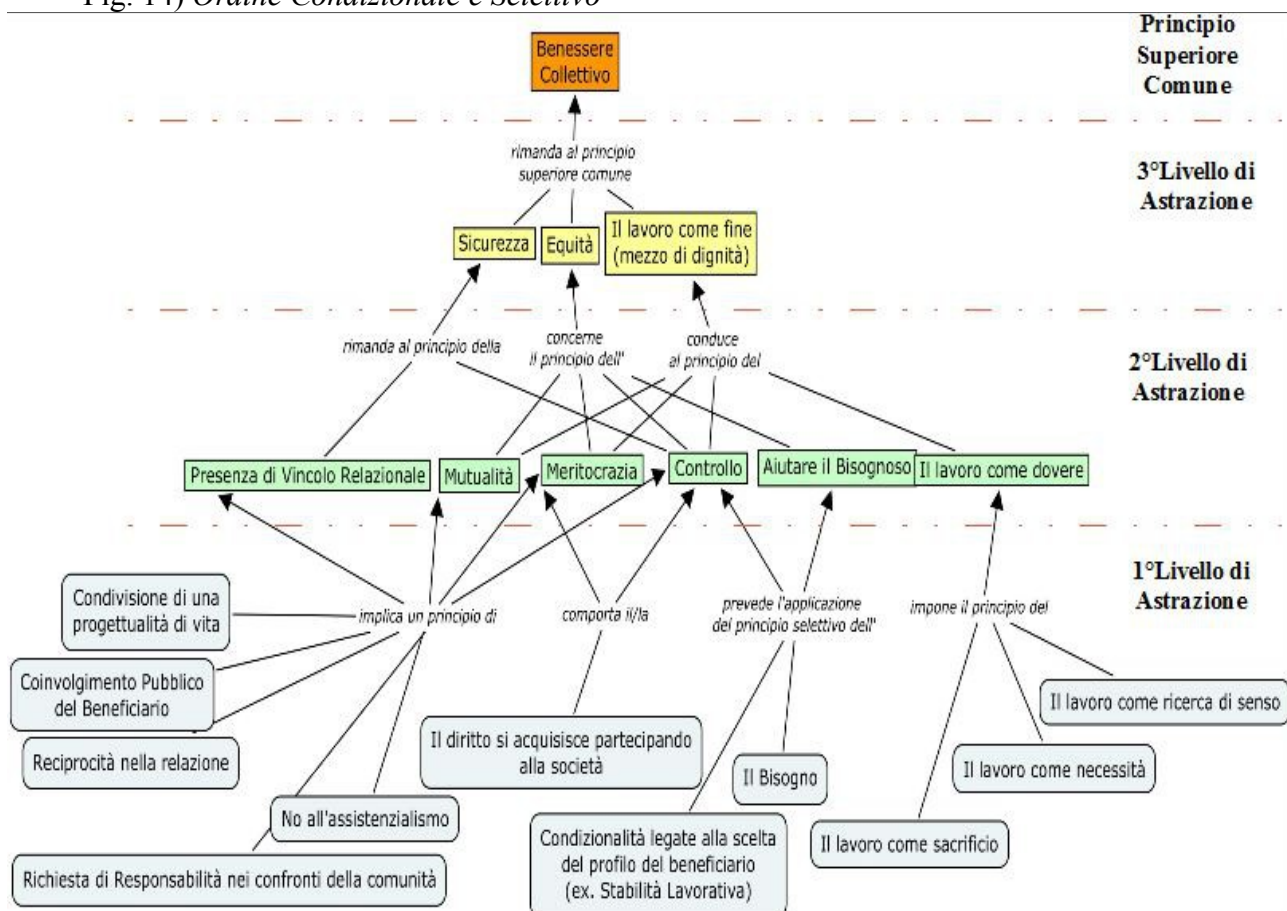 Fig. 14) Ordine Condizionale e Selettivo
Principio
Superiore
Comune
Benessere
Collettivo
rimanda al principio
superiore comune
3°Livello di
Astrazione
Sicurezza
Equità
Il lavoro come fine
(mezzo di dignità)
rimanda al principio della
concerne
il principio dell'
conduce
al principio del
2°Livello di
Astrazione
Presenza di Vincolo Relazionale
Mutualità
Meritocrazia
Controllo
Aiutare il Bisognoso
Il lavoro come dovere
1°Livello di
Astrazione
Condivisione di una
progettualità di vita
implica un principio di
comporta il/la
prevede l'applicazione
del principio selettivo dell'
impone il principio del
Coinvolgimento Pubblico
del Beneficiario
Il lavoro come ricerca di senso
Reciprocità nella relazione
Il diritto si acquisisce partecipando
alla società
Il Bisogno
Il lavoro come necessità
No all'assistenzialismo
Condizionalità legate alla scelta
del profilo del beneficiario
(ex. Stabilità Lavorativa)
Il lavoro come sacrificio
Richiesta di Responsabilità nei confronti della comunità